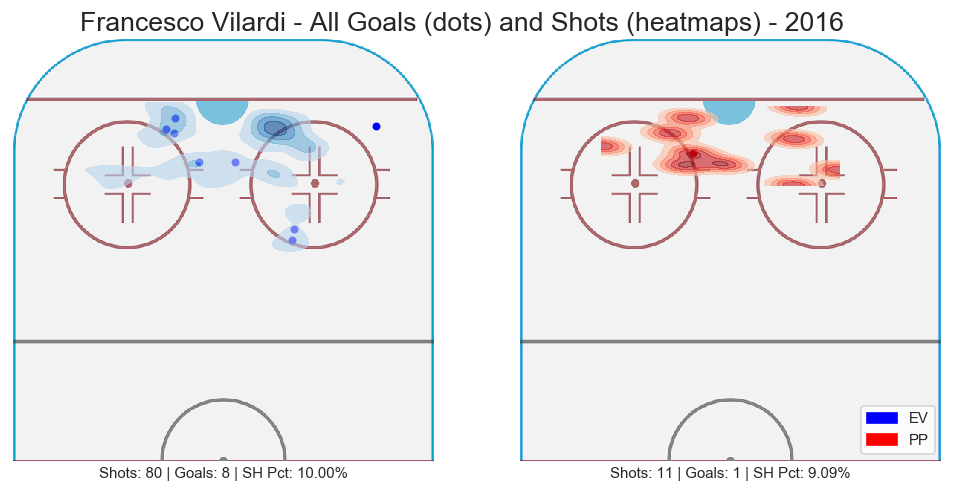 Francesco Vilardi - All Goals (dots) and Shots (heatmaps) - 2016
EV
PP
Shots: 80 | Goals: 8 | SH Pct: 10.00%
Shots: 11 | Goals: 1 | SH Pct: 9.09%